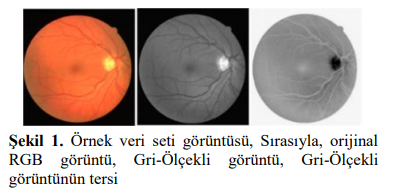 Şekil 1. Örnek veri seti görüntüsü, Sırasıyla, orijinal
RGB görüntü, Gri-Ölçekli görüntü, Gri-Ölçekli
görüntünün tersi